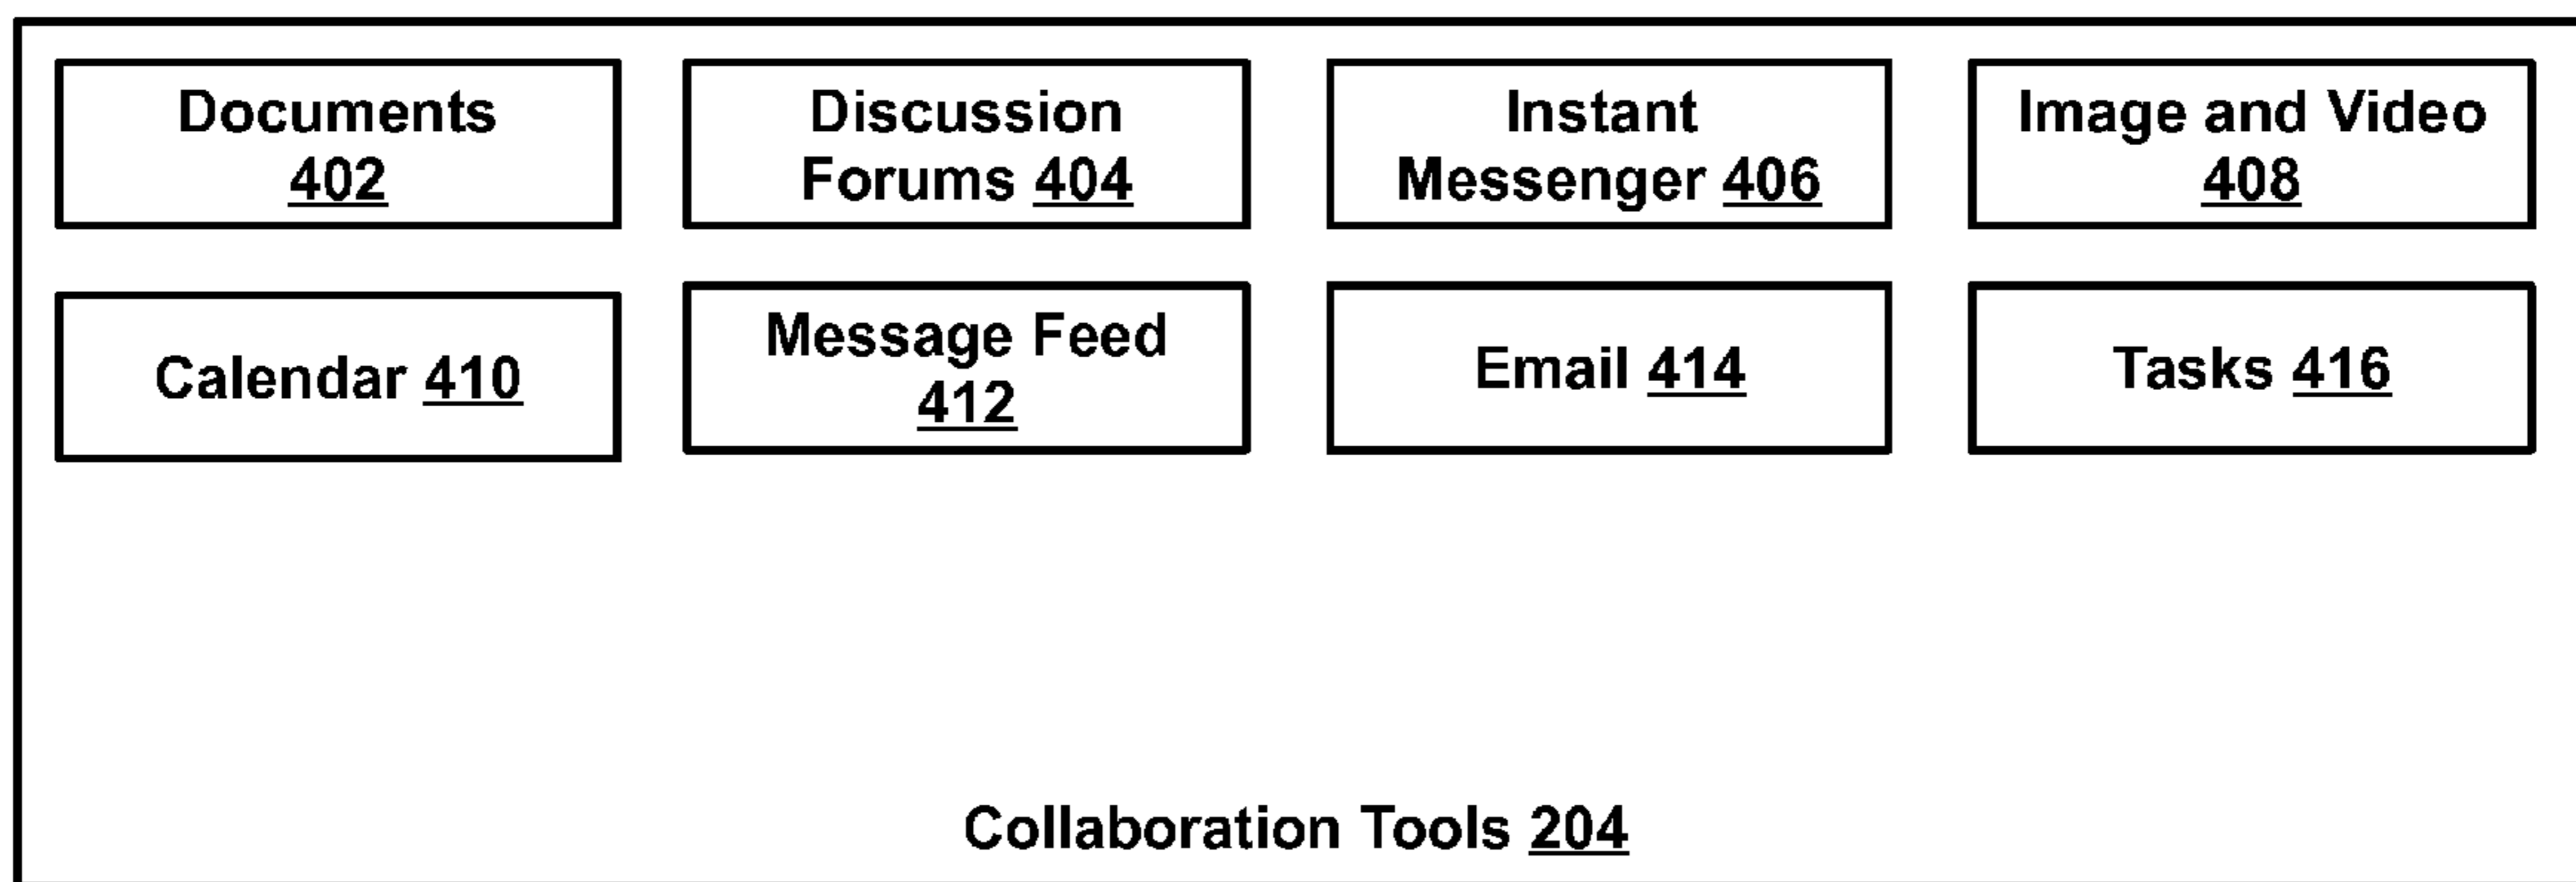 Documents
402
Discussion
Forums 404
Instant
Messenger 406
Image and Video
408
Calendar 410
Message Feed
412
Email 414
Tasks 416
Collaboration Tools 204